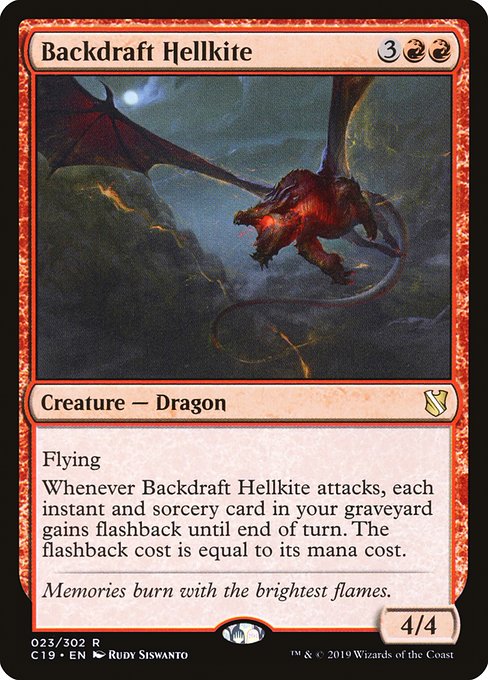 Backdraft Hellkite 3
Creature — Dragon
Flying
Whenever Backdraft Hellkite attacks, each
instant and sorcery card in your graveyard
gains flashback until end of turn. The
flashback cost is equal to its mana cost.
Memories burn with the brightest flames.
4/4
023/302 R
C19 • EN Rudy Siswanto
™ & © 2019 Wizards of the Coast